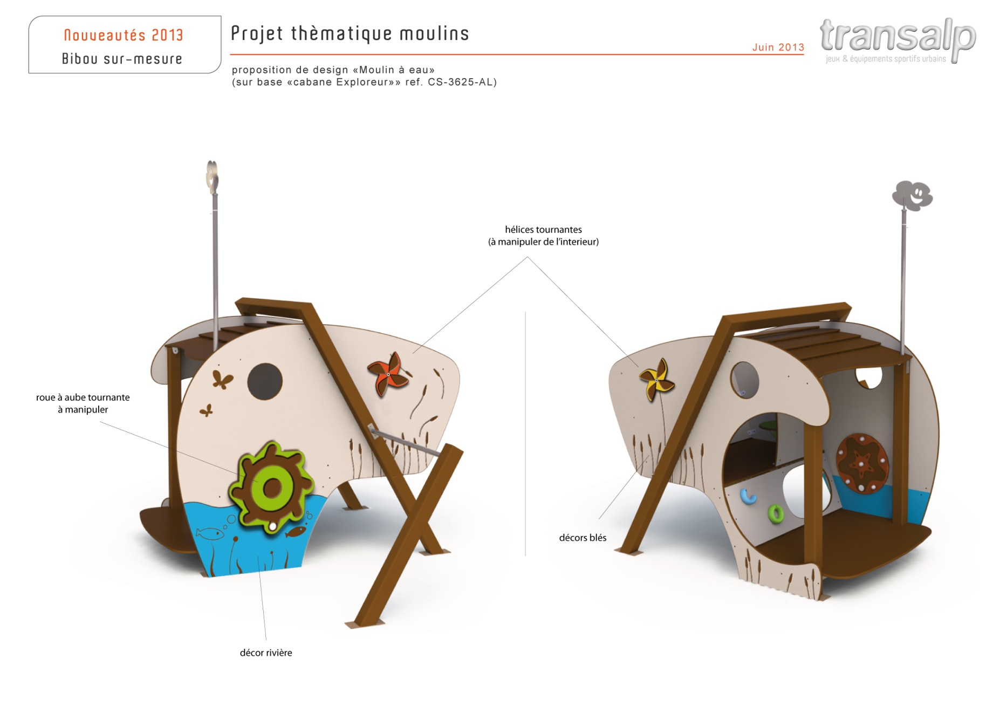 Nouveautés 2013
Bibou sur-mesure
Projet thèmatique moulins
Juin 2013
transalp
jeux & équipements sportifs urbains
proposition de design «Moulin à eau»
(sur base «cabane Exploreur»» ref. CS-3625-AL)
hélices tournantes
(à manipuler de l'interieur)
roue à aube tournante
à manipuler
décors blés
décor rivière